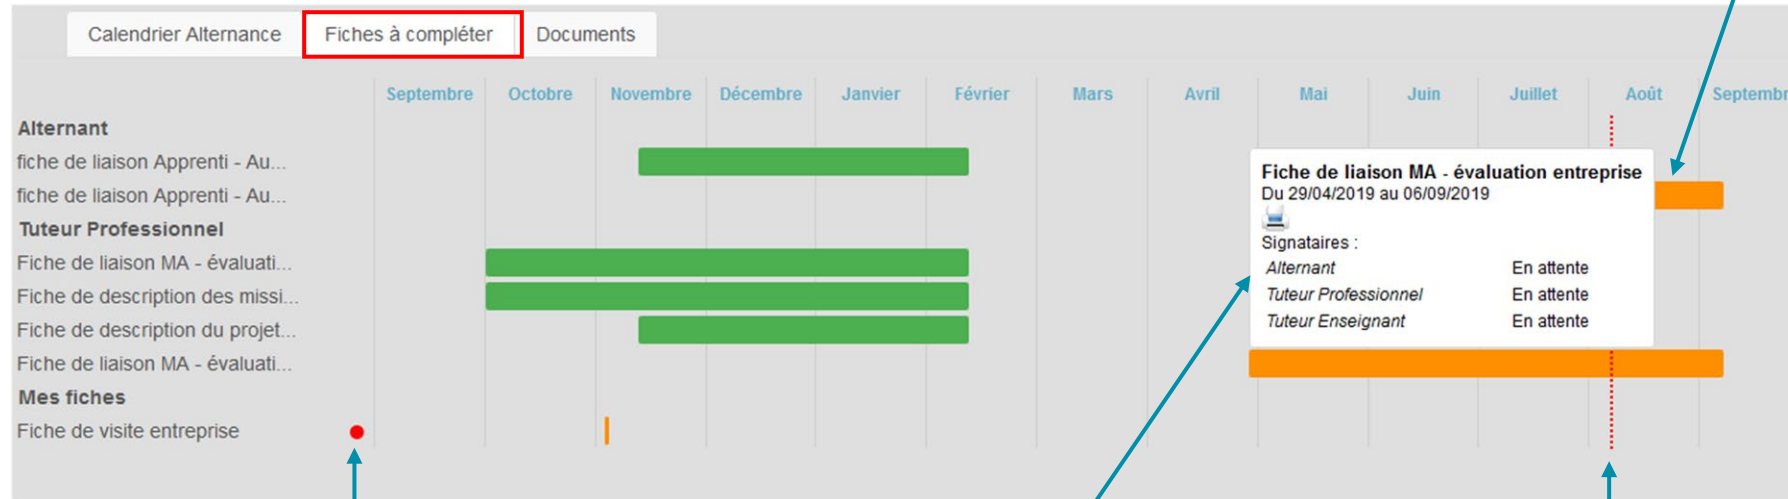 Calendrier Alternance Fiches à compléter Documents
Septembre Octobre Novembre Décembre Janvier Février Mars Avril Mai Juin Juillet Août Septembr
Alternant
fiche de liaison Apprenti - Au...
fiche de liaison Apprenti - Au...
Tuteur Professionnel
Fiche de liaison MA - évaluati...
Fiche de description des missi...
Fiche de description du projet...
Fiche de liaison MA - évaluati...
Mes fiches
Fiche de visite entreprise
Fiche de liaison MA - évaluation entreprise
Du 29/04/2019 au 06/09/2019
Signataires :
Alternant En attente
Tuteur Professionnel En attente
Tuteur Enseignant En attente